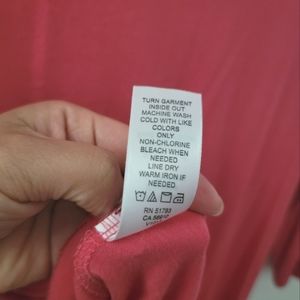 TURN GARMENT
INSIDE OUT
MACHINE WASH
COLD WITH LIKE
COLORS
ONLY
NON-CHLORINE
BLEACH WHEN
NEEDED
LINE DRY
WARM IRON IF
NEEDED
RN 51793
CA